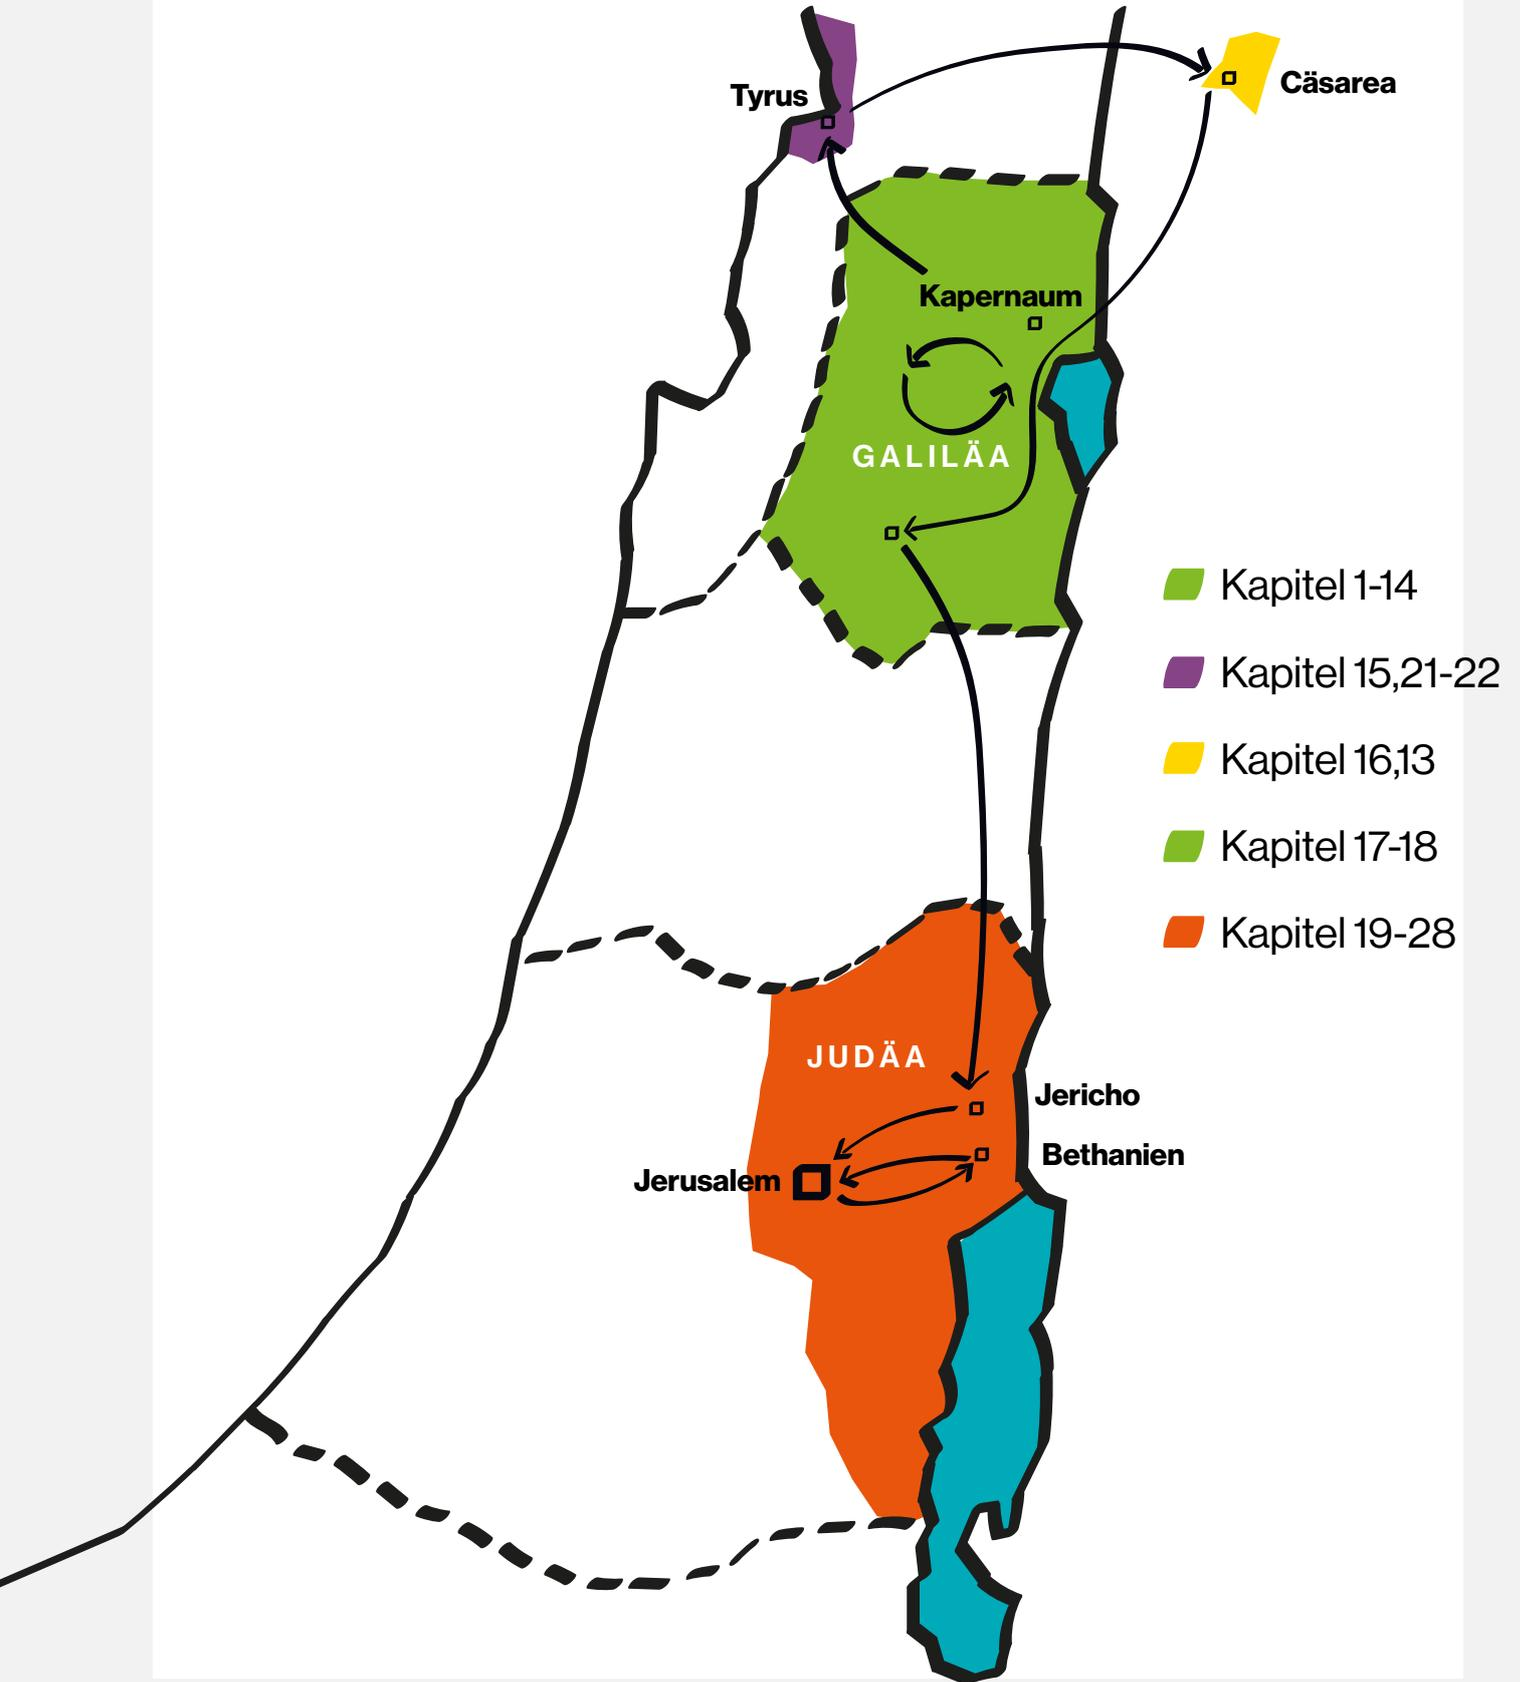 Tyrus
Cäsarea
Kapernaum
GALILÄA
Kapitel 1-14
Kapitel 15,21-22
Kapitel 16,13
Kapitel 17-18
Kapitel 19-28
JUDÄA
Jericho
Bethanien
Jerusalem